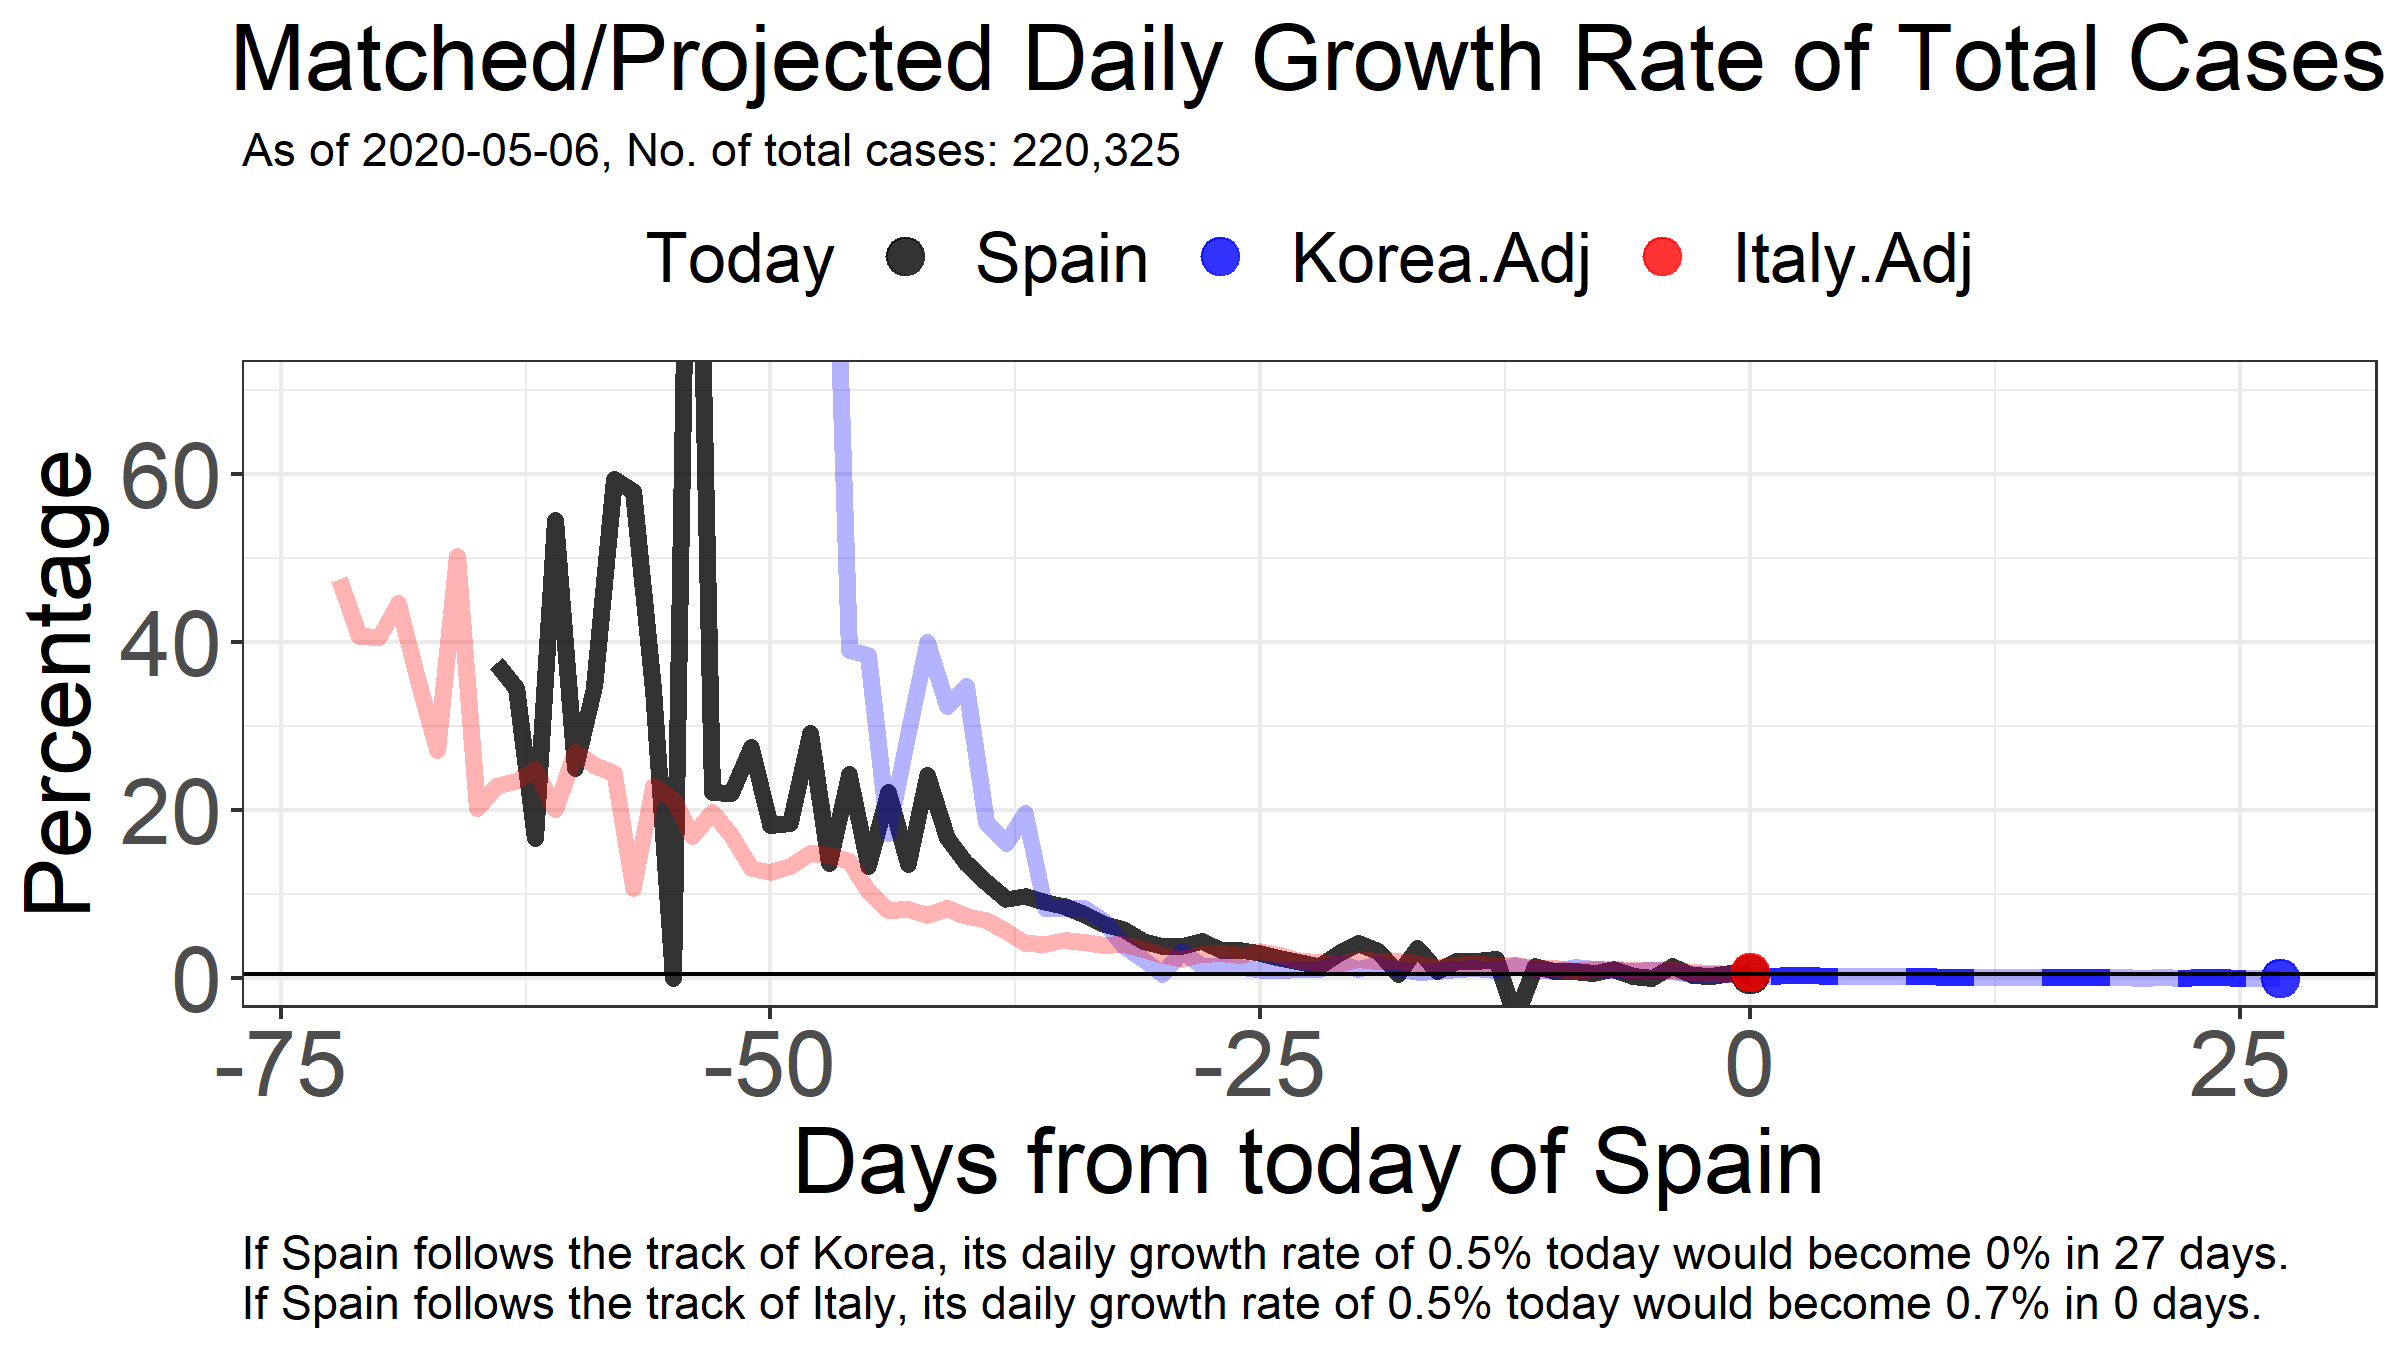 Matched/Projected Daily Growth Rate of Total Cases
As of 2020-05-06, No. of total cases: 220,325
Today Spain Korea.Adj Italy.Adj
Percentage
60
40
20
0
-75 -50 -25 0 25
Days from today of Spain
If Spain follows the track of Korea, its daily growth rate of 0.5% today would become 0% in 27 days.
If Spain follows the track of Italy, its daily growth rate of 0.5% today would become 0.7% in 0 days.